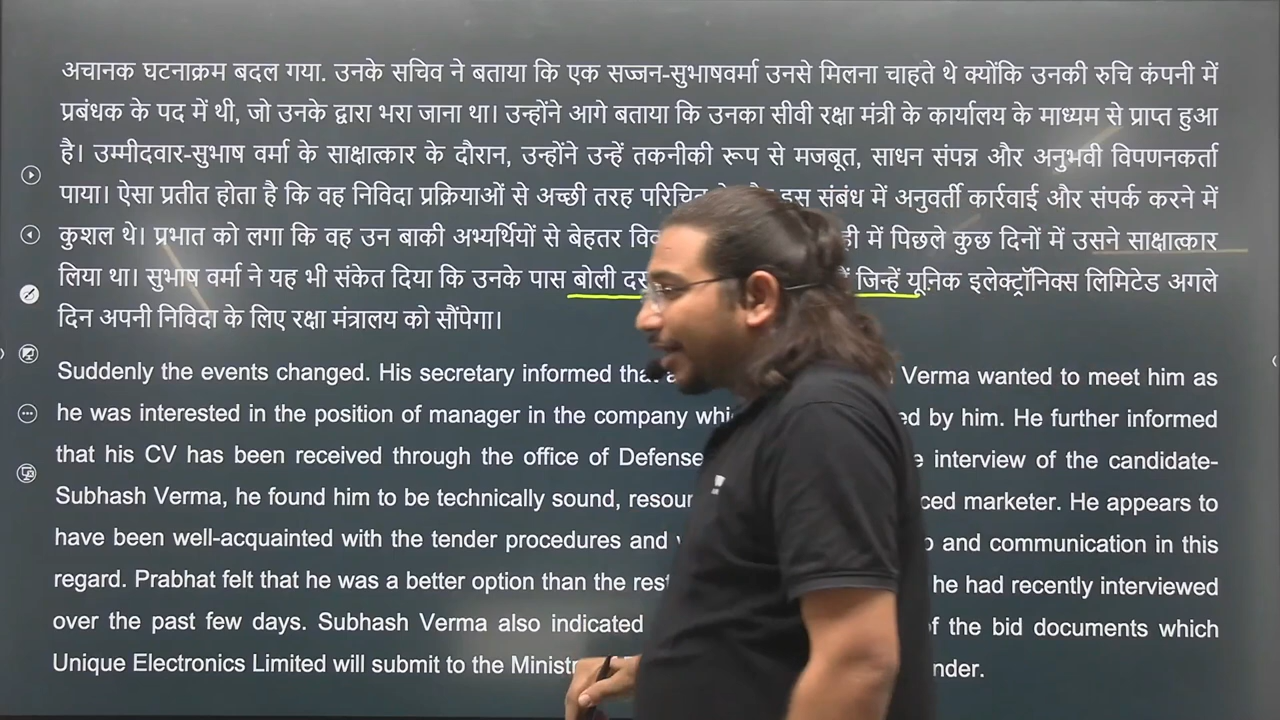 अचानक घटनाक्रम बदल गया. उनके सचिव ने बताया कि एक सज्जन-सुभाषवर्मा उनसे मिलना चाहते थे क्योंकि उनकी रुचि कंपनी में
प्रबंधक के पद में थी, जो उनके द्वारा भरा जाना था। उन्होंने आगे बताया कि उनका सीवी रक्षा मंत्री के कार्यालय के माध्यम से प्राप्त हुआ
है। उम्मीदवार-सुभाष वर्मा के साक्षात्कार के दौरान, उन्होंने उन्हें तकनीकी रूप से मजबूत, साधन संपन्न और अनुभवी विपणनकर्ता
पाया। ऐसा प्रतीत होता है कि वह निविदा प्रक्रियाओं से अच्छी तरह इस संबंध में अनुवर्ती कार्रवाई और संपर्क करने में
कुशल थे। प्रभात को लगा कि वह उन बाकी अभ्यर्थियों से बेहतर ही में पिछले कुछ दिनों में उसने साक्षात्कार
लिया था। सुभाष वर्मा ने यह भी संकेत दिया कि उनके पास बोली जिन्हें यूनिक इलेक्ट्रॉनिक्स लिमिटेड अगले
दिन अपनी निविदा के लिए रक्षा मंत्रालय को सौंपेगा।
Suddenly the events changed. His secretary informed that Verma wanted to meet him as
he was interested in the position of manager in the company by him. He further informed
that his CV has been received through the office of Defense interview of the candidate-
Subhash Verma, he found him to be technically sound, marketer. He appears to
have been well-acquainted with the tender procedures and and communication in this
regard. Prabhat felt that he was a better option than the he had recently interviewed
over the past few days. Subhash Verma also indicated of the bid documents which
Unique Electronics Limited will submit to the